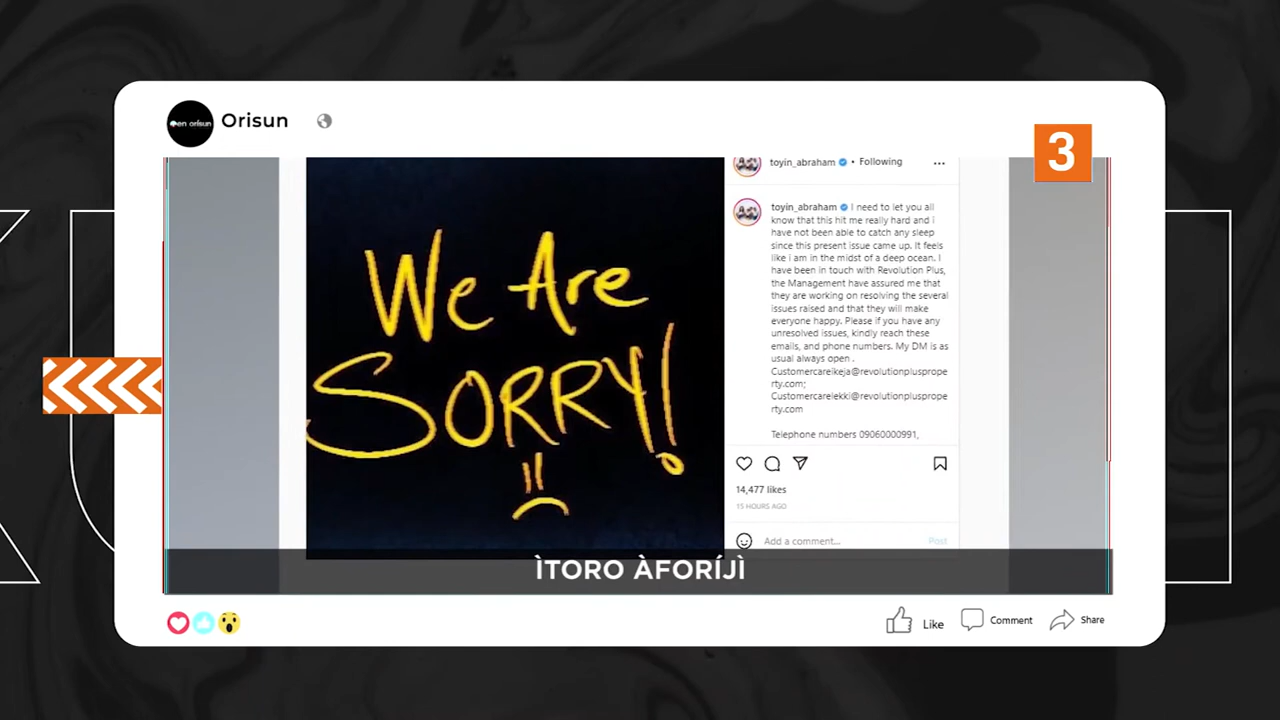 en orisun
Orisun
3
We Are
SORRY!
toyin_abraham • Following
toyin_abraham I need to let you all
know that this hit me really hard and i
have not been able to catch any sleep
since this present issue came up. It feels
like i am in the midst of a deep ocean. I
have been in touch with Revolution Plus,
the Management have assured me that
they are working on resolving the several
issues raised and that they will make
everyone happy. Please if you have any
unresolved issues, kindly reach these
emails, and phone numbers. My DM is as
usual always open .
Customercareikeja@revolutionplusprope
rty.com;
Customercarelekki@revolutionplusprope
rty.com
Telephone numbers 09060000991,
14,477 likes
15 HOURS AGO
Add a comment... Post
ÌTORO ÀFORÍJÌ
Like Comment Share